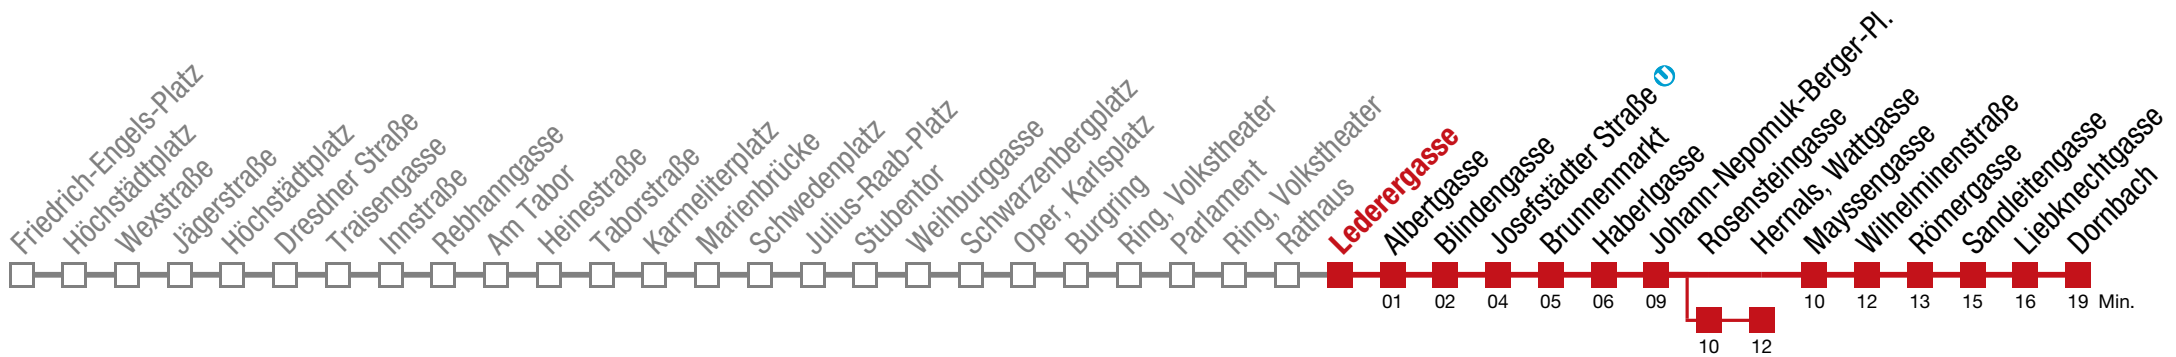 Friedrich-Engels-Platz
Höchstädtplatz
Wexstraße
Jägerstraße
Höchstädtplatz
Dresdner Straße
Traisengasse
Innstraße
Rebhanngasse
Am Tabor
Heinestraße
Taborstraße
Karmeliterplatz
Marienbrücke
Schwedenplatz
Julius-Raab-Platz
Stubentor
Weihburggasse
Schwarzenbergplatz
Oper, Karlsplatz
Burgring
Ring, Volkstheater
Parlament
Ring, Volkstheater
Rathaus
Lederergasse
Albertgasse
Blindengasse
Josefstädter Straße U
Brunnenmarkt
Haberlgasse
Johann-Nepomuk-Berger-Pl.
Rosensteingasse
Hernals, Wattgasse
Mayssengasse
Wilhelminenstraße
Römergasse
Sandleitengasse
Liebknechtgasse
Dornbach
01 02 04 05 06 09 10 12 13 15 16 19 Min.
10 12